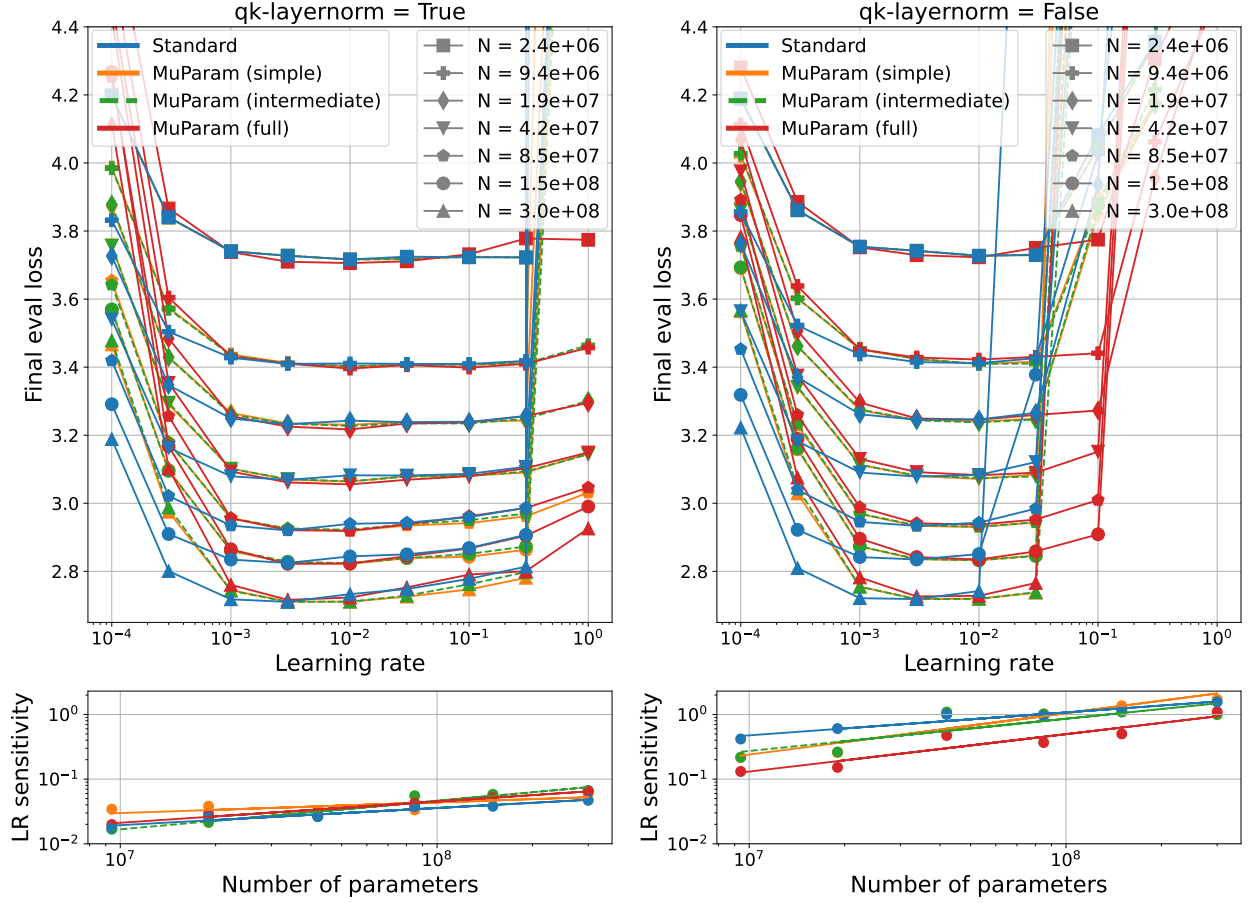 qk-layernorm = True
4.4
4.2
4.0
3.8
3.6
3.4
3.2
3.0
2.8
Final eval loss
Standard
MuParam (simple)
MuParam (intermediate)
MuParam (full)
N = 2.4e+06
N = 9.4e+06
N = 1.9e+07
N = 4.2e+07
N = 8.5e+07
N = 1.5e+08
N = 3.0e+08
10⁻⁴ 10⁻³ 10⁻² 10⁻¹ 10⁰
Learning rate
qk-layernorm = False
4.4
4.2
4.0
3.8
3.6
3.4
3.2
3.0
2.8
Final eval loss
Standard
MuParam (simple)
MuParam (intermediate)
MuParam (full)
N = 2.4e+06
N = 9.4e+06
N = 1.9e+07
N = 4.2e+07
N = 8.5e+07
N = 1.5e+08
N = 3.0e+08
10⁻⁴ 10⁻³ 10⁻² 10⁻¹ 10⁰
Learning rate
LR sensitivity
10⁰
10⁻¹
10⁻²
10⁷ 10⁸
Number of parameters
LR sensitivity
10⁰
10⁻¹
10⁻²
10⁷ 10⁸
Number of parameters